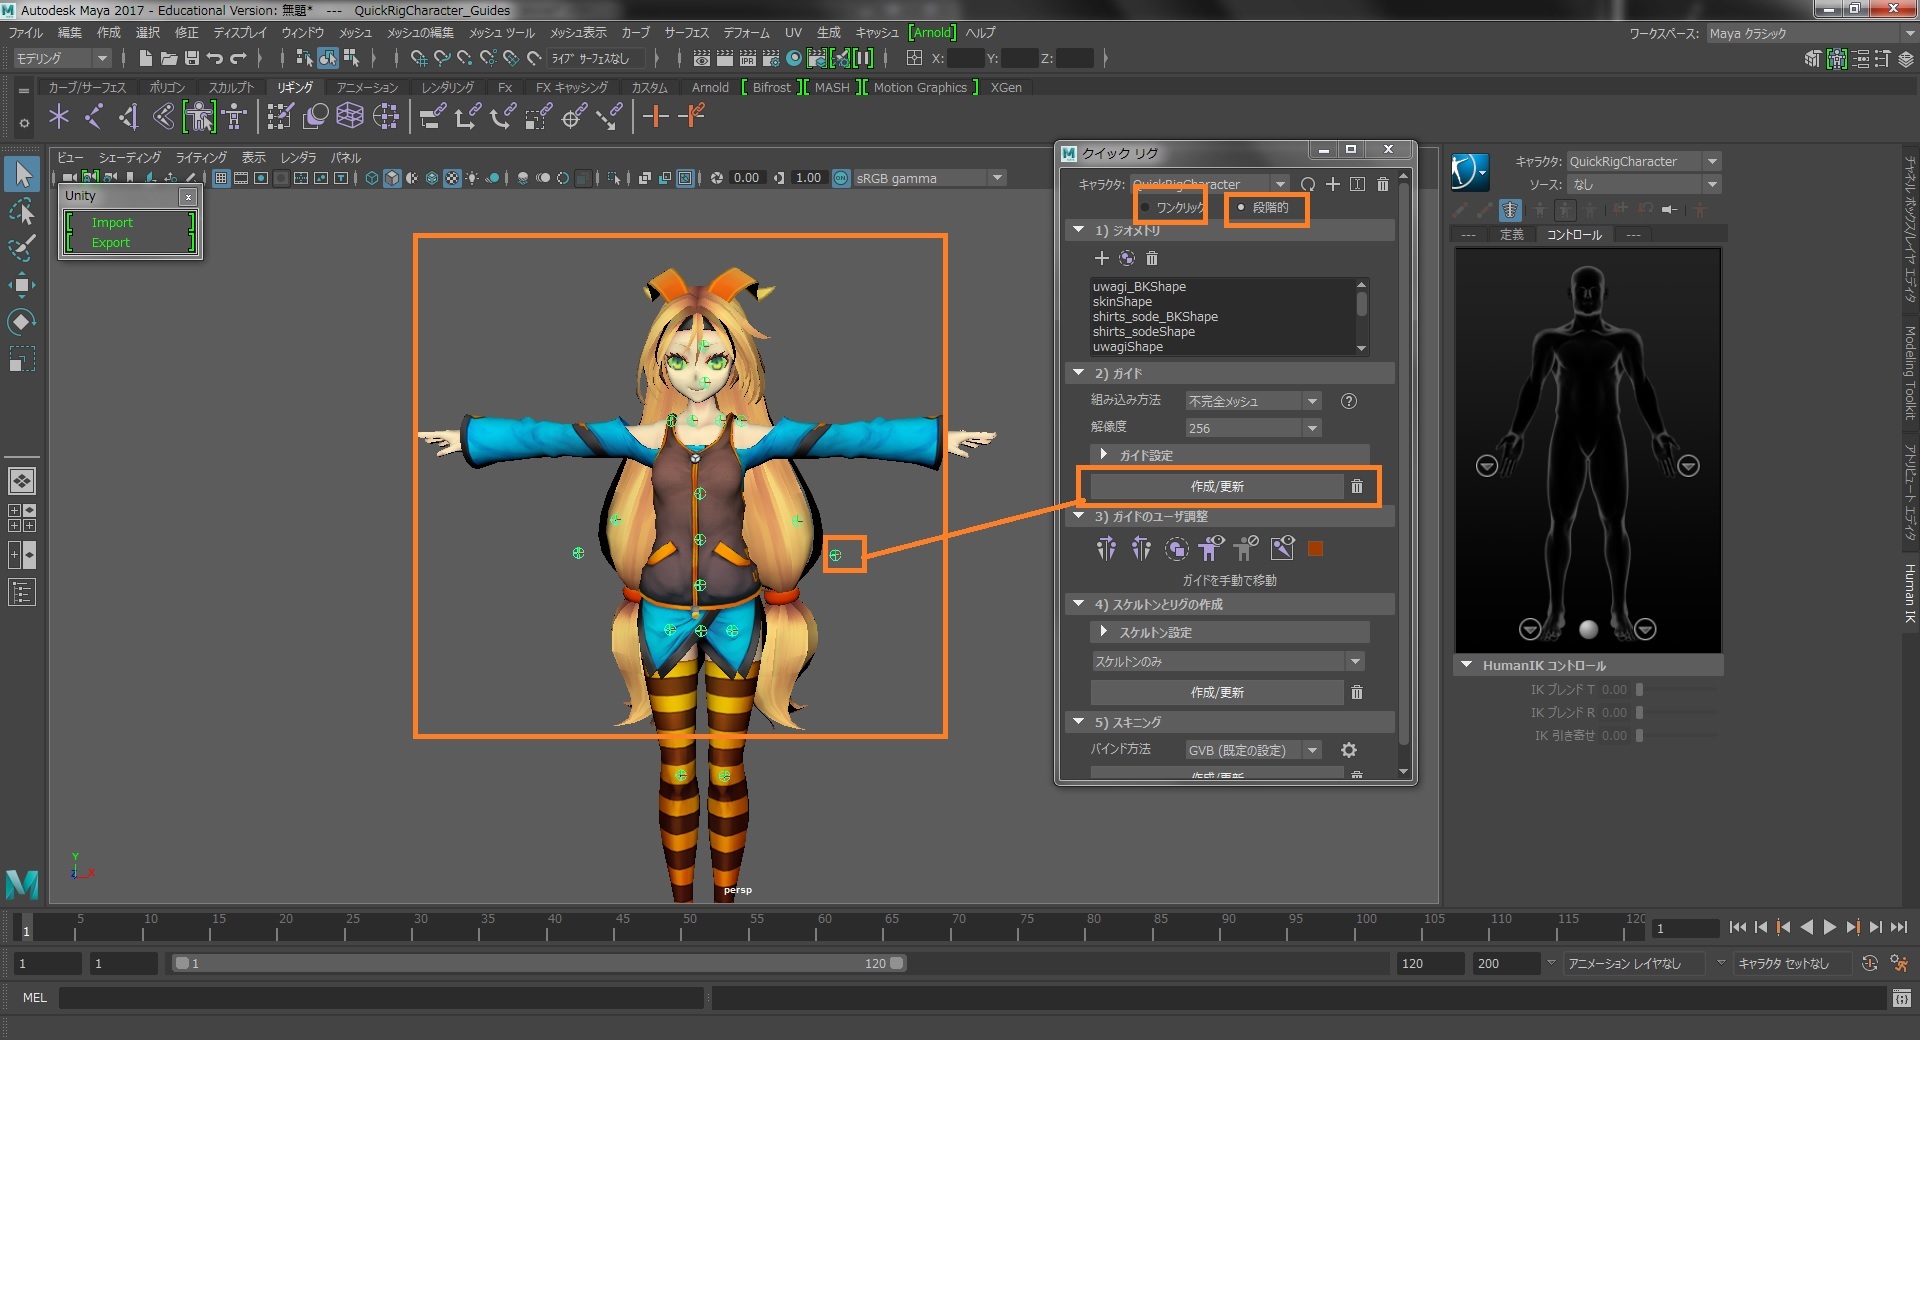 Autodesk Maya 2017 - Educational Version: 無題*   ---   QuickRigCharacter_Guides
ファイル 編集 作成 選択 修正 ディスプレイ ウィンドウ メッシュ メッシュの編集 メッシュ ツール メッシュ表示 カーブ サーフェス デフォーム UV 生成 キャッシュ [Arnold] ヘルプ ワークスペース: Maya クラシック
モデリング ライブ サーフェスなし X: Y: Z:
カーブ/サーフェス ポリゴン スカルプト リギング アニメーション レンダリング Fx FX キャッシング カスタム Arnold [ Bifrost ][ MASH ][ Motion Graphics ] XGen
ビュー シェーディング ライティング 表示 レンダラ パネル
0.00 1.00 ON sRGB gamma
Unity
Import
Export
クイック リグ
キャラクタ: QuickRigCharacter
ワンクリック 段階的
1) ジオメトリ
uwagi_BKShape
skinShape
shirts_sode_BKShape
shirts_sodeShape
uwagiShape
2) ガイド
組み込み方法 不完全メッシュ
解像度 256
ガイド設定
作成/更新
3) ガイドのユーザ調整
ガイドを手動で移動
4) スケルトンとリグの作成
スケルトン設定
スケルトンのみ
作成/更新
5) スキニング
バインド方法 GVB (既定の設定)
作成/更新
キャラクタ: QuickRigCharacter
ソース: なし
--- 定義 コントロール ---
HumanIK コントロール
IK ブレンド T 0.00
IK ブレンド R 0.00
IK 引き寄せ 0.00
チャネル ボックス/レイヤ エディタ
Modeling Toolkit
アトリビュート エディタ
Human IK
Y
Z X
persp
1 5 10 15 20 25 30 35 40 45 50 55 60 65 70 75 80 85 90 95 100 105 110 115 120 1
1 1 1 120 120 200 アニメーション レイヤなし キャラクタ セットなし
MEL